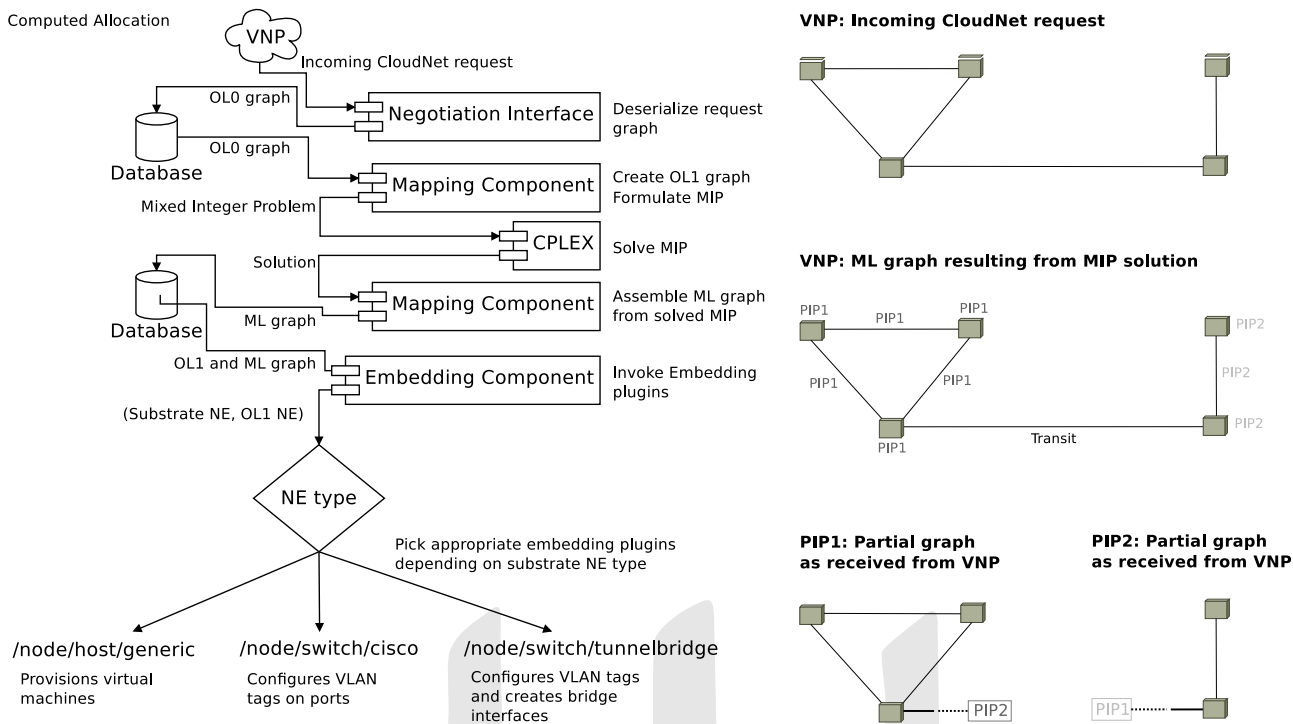 Computed Allocation
VNP
Incoming CloudNet request
OL0 graph
Negotiation Interface
Deserialize request
graph
Database
OL0 graph
Mapping Component
Create OL1 graph
Formulate MIP
Mixed Integer Problem
CPLEX
Solve MIP
Solution
Mapping Component
Assemble ML graph
from solved MIP
Database
ML graph
OL1 and ML graph
Embedding Component
Invoke Embedding
plugins
(Substrate NE, OL1 NE)
NE type
Pick appropriate embedding plugins
depending on substrate NE type
/node/host/generic
Provisions virtual
machines
/node/switch/cisco
Configures VLAN
tags on ports
/node/switch/tunnelbridge
Configures VLAN tags
and creates bridge
interfaces
VNP: Incoming CloudNet request
VNP: ML graph resulting from MIP solution
PIP1
PIP1
PIP1
PIP1
PIP1
PIP1
Transit
PIP2
PIP2
PIP2
PIP1: Partial graph
as received from VNP
PIP2
PIP2: Partial graph
as received from VNP
PIP1